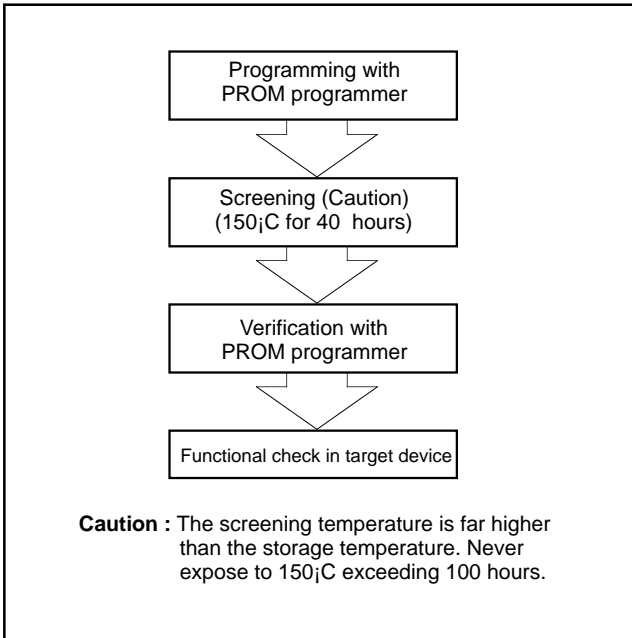 Programming with
PROM programmer
Screening (Caution)
(150¡C for 40 hours)
Verification with
PROM programmer
Functional check in target device
Caution : The screening temperature is far higher
than the storage temperature. Never
expose to 150¡C exceeding 100 hours.